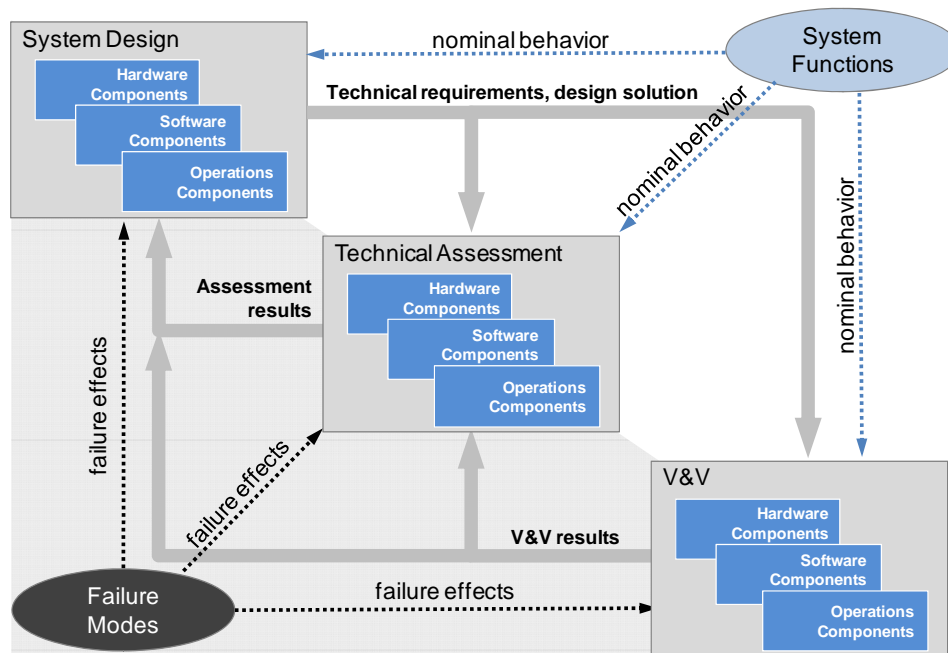 System Design
Hardware
Components
Software
Components
Operations
Components
nominal behavior
System
Functions
Technical requirements, design solution
nominal behavior
nominal behavior
Technical Assessment
Hardware
Components
Software
Components
Operations
Components
Assessment
results
failure effects
failure effects
V&V
Hardware
Components
Software
Components
Operations
Components
V&V results
failure effects
Failure
Modes